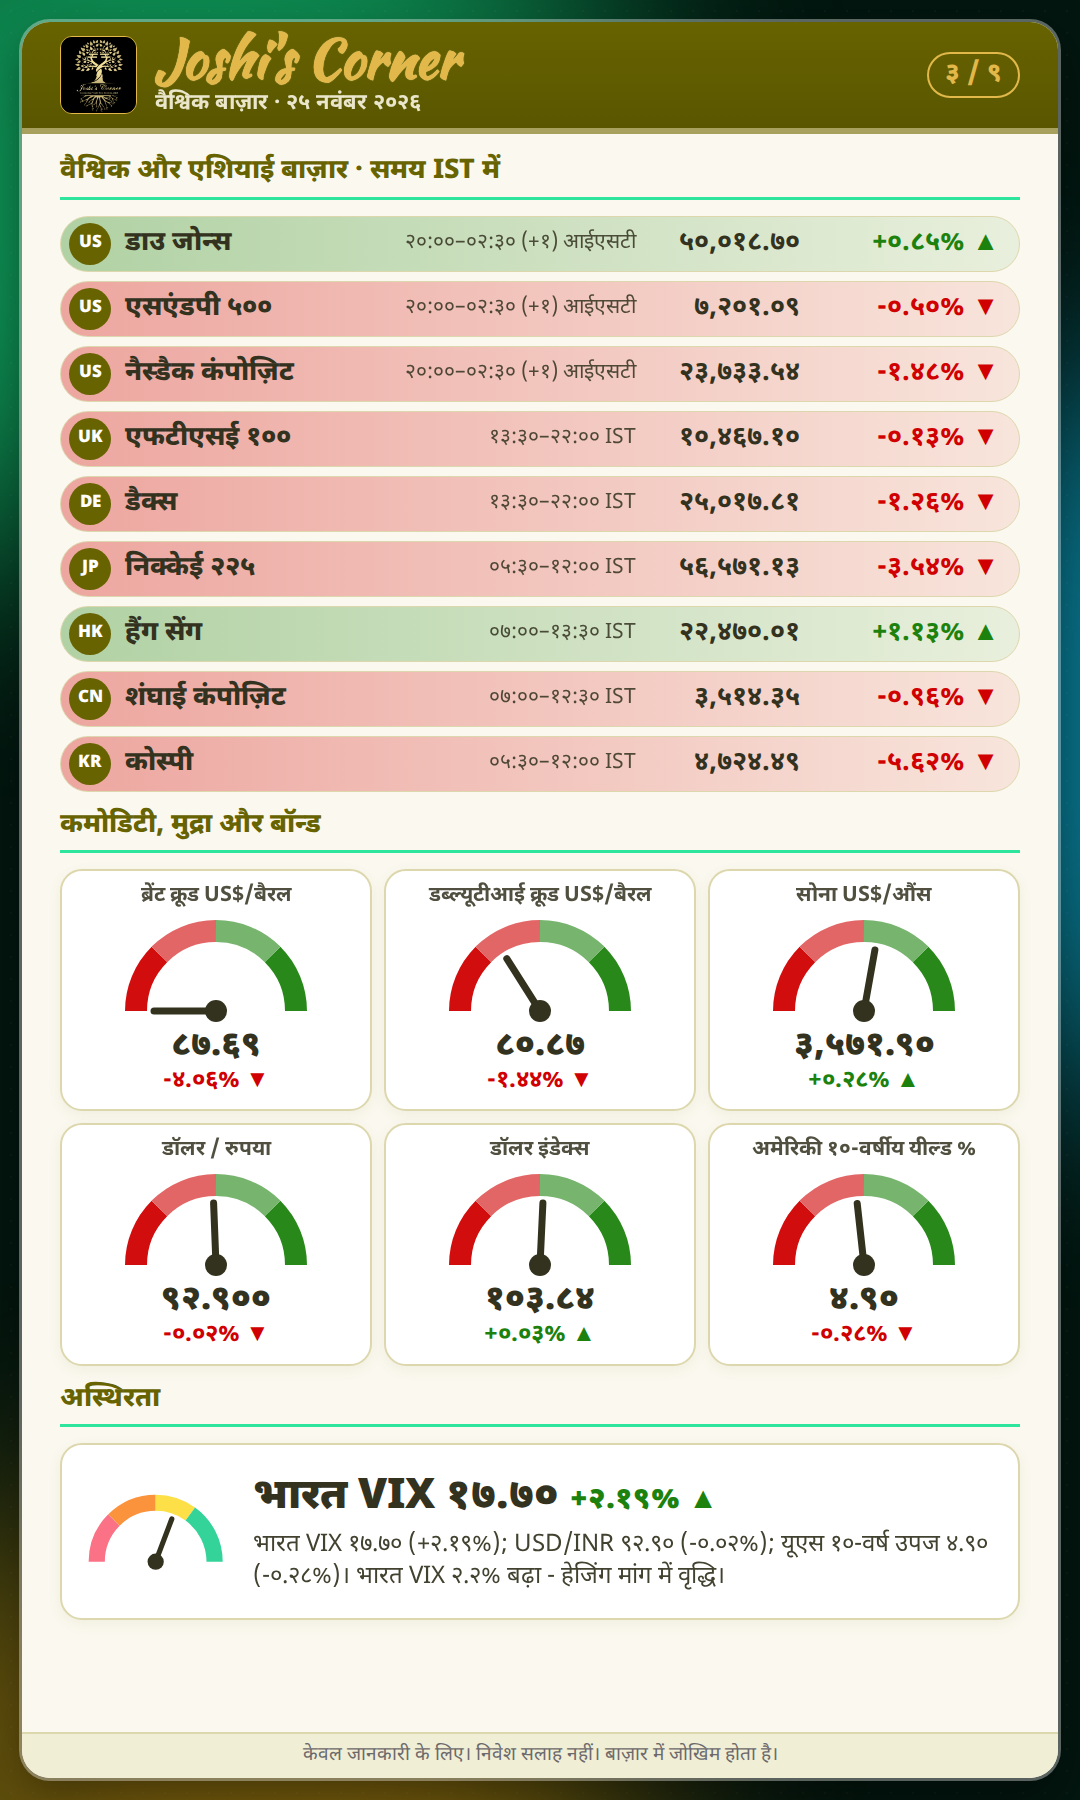 Joshi's Corner
वैश्विक बाज़ार · २५ नवंबर २०२६
३ / ९
वैश्विक और एशियाई बाज़ार · समय IST में
US डाउ जोन्स २०:००–०२:३० (+१) आईएसटी ५०,०१८.७० +०.८५% ▲
US एसएंडपी ५०० २०:००–०२:३० (+१) आईएसटी ७,२०१.०९ -०.५०% ▼
US नैस्डैक कंपोज़िट २०:००–०२:३० (+१) आईएसटी २३,७३३.५४ -१.४८% ▼
UK एफटीएसई १०० १३:३०–२२:०० IST १०,४६७.१० -०.१३% ▼
DE डैक्स १३:३०–२२:०० IST २५,०१७.८१ -१.२६% ▼
JP निक्केई २२५ ०५:३०–१२:०० IST ५६,५७१.१३ -३.५४% ▼
HK हैंग सेंग ०७:००–१३:३० IST २२,४७०.०१ +१.१३% ▲
CN शंघाई कंपोज़िट ०७:००–१२:३० IST ३,५१४.३५ -०.९६% ▼
KR कोस्पी ०५:३०–१२:०० IST ४,७२४.४९ -५.६२% ▼
कमोडिटी, मुद्रा और बॉन्ड
ब्रेंट क्रूड US$/बैरल
८७.६९
-४.०६% ▼
डब्ल्यूटीआई क्रूड US$/बैरल
८०.८७
-१.४४% ▼
सोना US$/औंस
३,५७१.९०
+०.२८% ▲
डॉलर / रुपया
९२.९००
-०.०२% ▼
डॉलर इंडेक्स
१०३.८४
+०.०३% ▲
अमेरिकी १०-वर्षीय यील्ड %
४.९०
-०.२८% ▼
अस्थिरता
भारत VIX १७.७० +२.१९% ▲
भारत VIX १७.७० (+२.१९%); USD/INR ९२.९० (-०.०२%); यूएस १०-वर्ष उपज ४.९०
(-०.२८%)। भारत VIX २.२% बढ़ा - हेजिंग मांग में वृद्धि।
केवल जानकारी के लिए। निवेश सलाह नहीं। बाज़ार में जोखिम होता है।